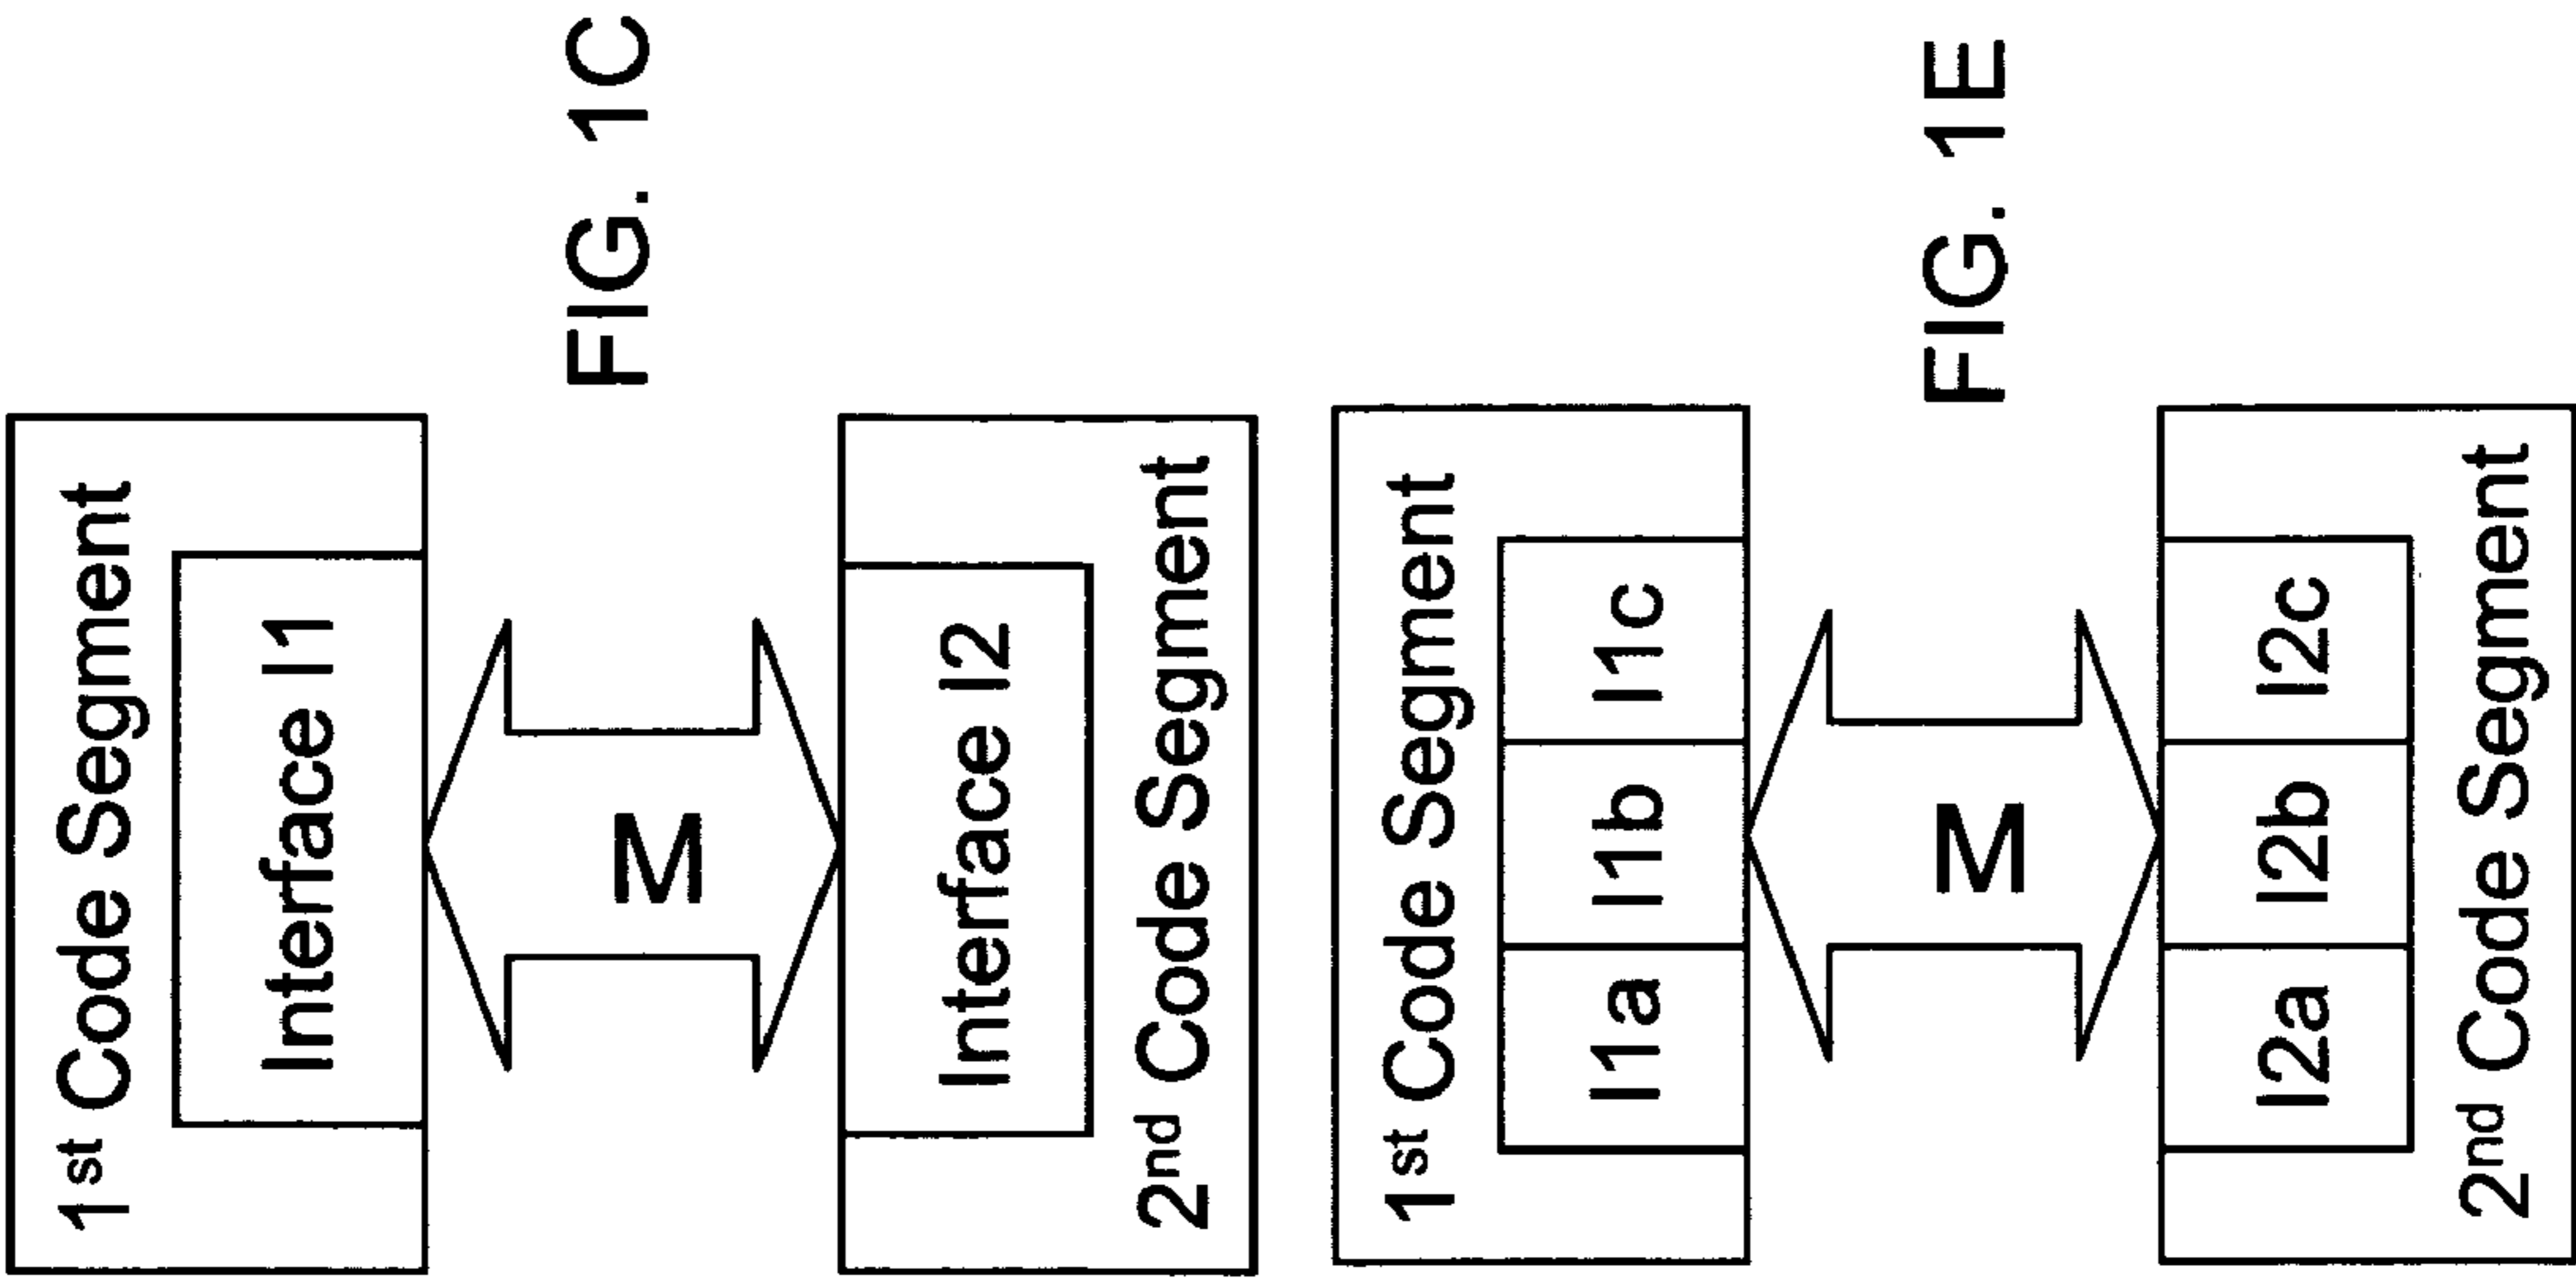 1st Code Segment
Interface I1
M
Interface I2
2nd Code Segment
FIG. 1C
1st Code Segment
I1a I1b I1c
M
I2a I2b I2c
2nd Code Segment
FIG. 1E